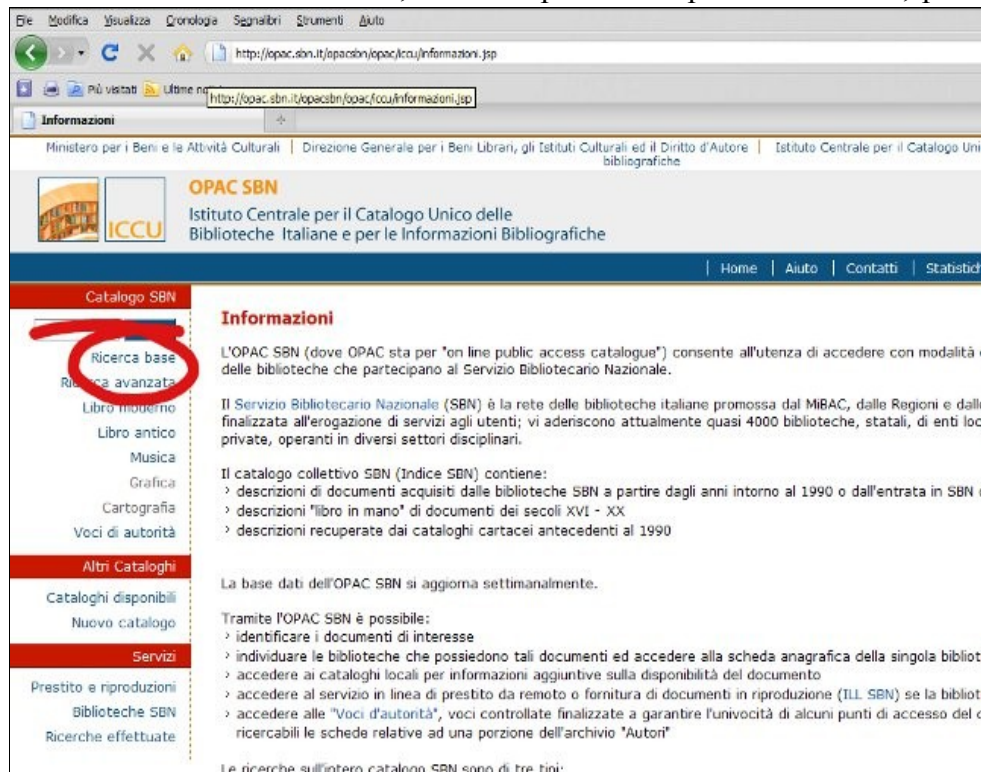 File Modifica Visualizza Cronologia Segnalibri Strumenti Aiuto
http://opac.sbn.it/opacsbn/opac/iccu/informazioni.jsp
Più visitati Ultime
http://opac.sbn.it/opacsbn/opac/iccu/informazioni.jsp
Informazioni
Ministero per i Beni e le Attività Culturali | Direzione Generale per i Beni Librari, gli Istituti Culturali ed il Diritto d'Autore | Istituto Centrale per il Catalogo Uni
bibliografiche
ICCU
OPAC SBN
Istituto Centrale per il Catalogo Unico delle
Biblioteche Italiane e per le Informazioni Bibliografiche
| Home | Aiuto | Contatti | Statistich
Catalogo SBN
Ricerca base
Ricerca avanzata
Libro moderno
Libro antico
Musica
Grafica
Cartografia
Voci di autorità
Altri Cataloghi
Cataloghi disponibili
Nuovo catalogo
Servizi
Prestito e riproduzioni
Biblioteche SBN
Ricerche effettuate
Informazioni
L'OPAC SBN (dove OPAC sta per "on line public access catalogue") consente all'utenza di accedere con modalità
delle biblioteche che partecipano al Servizio Bibliotecario Nazionale.
Il Servizio Bibliotecario Nazionale (SBN) è la rete delle biblioteche italiane promossa dal MiBAC, dalle Regioni e dalle
finalizzata all'erogazione di servizi agli utenti; vi aderiscono attualmente quasi 4000 biblioteche, statali, di enti loc
private, operanti in diversi settori disciplinari.
Il catalogo collettivo SBN (Indice SBN) contiene:
› descrizioni di documenti acquisiti dalle biblioteche SBN a partire dagli anni intorno al 1990 o dall'entrata in SBN
› descrizioni "libro in mano" di documenti dei secoli XVI - XX
› descrizioni recuperate dai cataloghi cartacei antecedenti al 1990
La base dati dell'OPAC SBN si aggiorna settimanalmente.
Tramite l'OPAC SBN è possibile:
› identificare i documenti di interesse
› individuare le biblioteche che possiedono tali documenti ed accedere alla scheda anagrafica della singola bibliot
› accedere ai cataloghi locali per informazioni aggiuntive sulla disponibilità del documento
› accedere al servizio in linea di prestito da remoto o fornitura di documenti in riproduzione (ILL SBN) se la bibliot
› accedere alle "Voci d'autorità", voci controllate finalizzate a garantire l'univocità di alcuni punti di accesso del
ricercabili le schede relative ad una porzione dell'archivio "Autori"
Le ricerche sull'intero catalogo SBN sono di tre tipi: